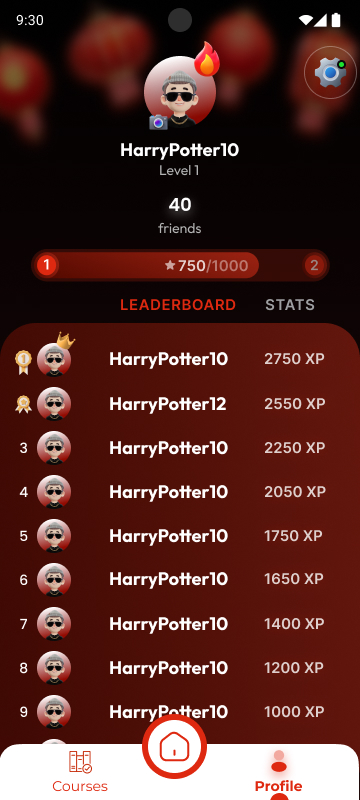 9:30
HarryPotter10
Level 1
40
friends
1 750/1000 2
LEADERBOARD STATS
1 HarryPotter10 2750 XP
HarryPotter12 2550 XP
3 HarryPotter10 2250 XP
4 HarryPotter10 2050 XP
5 HarryPotter10 1750 XP
6 HarryPotter10 1650 XP
7 HarryPotter10 1400 XP
8 HarryPotter10 1200 XP
9 HarryPotter10 1000 XP
Courses Profile